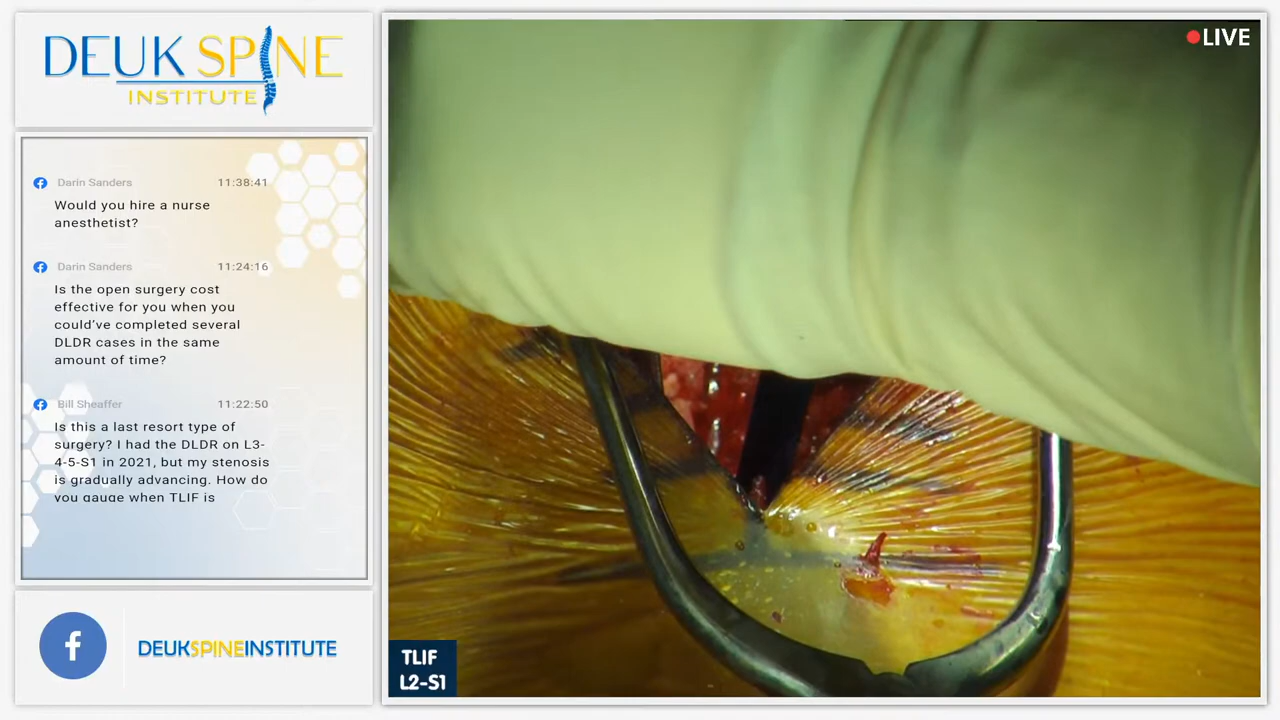 DEUK SPINE
INSTITUTE
Darin Sanders 11:38:41
Would you hire a nurse
anesthetist?
Darin Sanders 11:24:16
Is the open surgery cost
effective for you when you
could've completed several
DLDR cases in the same
amount of time?
Bill Sheaffer 11:22:50
Is this a last resort type of
surgery? I had the DLDR on L3-
4-5-S1 in 2021, but my stenosis
is gradually advancing. How do
you gauge when TLIF is
f
DEUKSPINEINSTITUTE
LIVE
TLIF
L2-S1